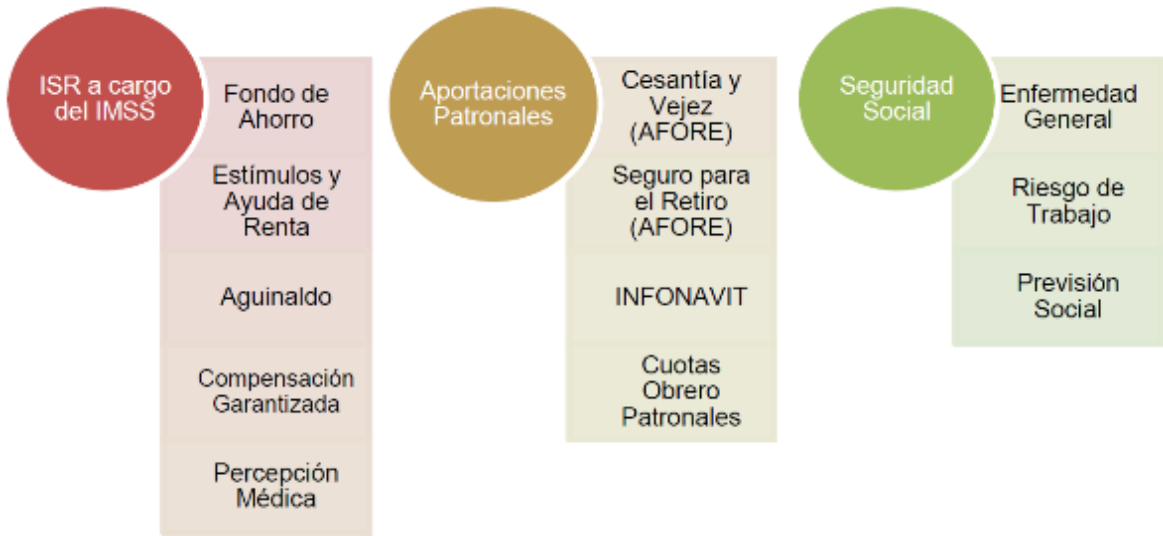 ISR a cargo
del IMSS
Fondo de
Ahorro
Estímulos y
Ayuda de
Renta
Aguinaldo
Compensación
Garantizada
Percepción
Médica
Aportaciones
Patronales
Cesantía y
Vejez
(AFORE)
Seguro para
el Retiro
(AFORE)
INFONAVIT
Cuotas
Obrero
Patronales
Seguridad
Social
Enfermedad
General
Riesgo de
Trabajo
Previsión
Social